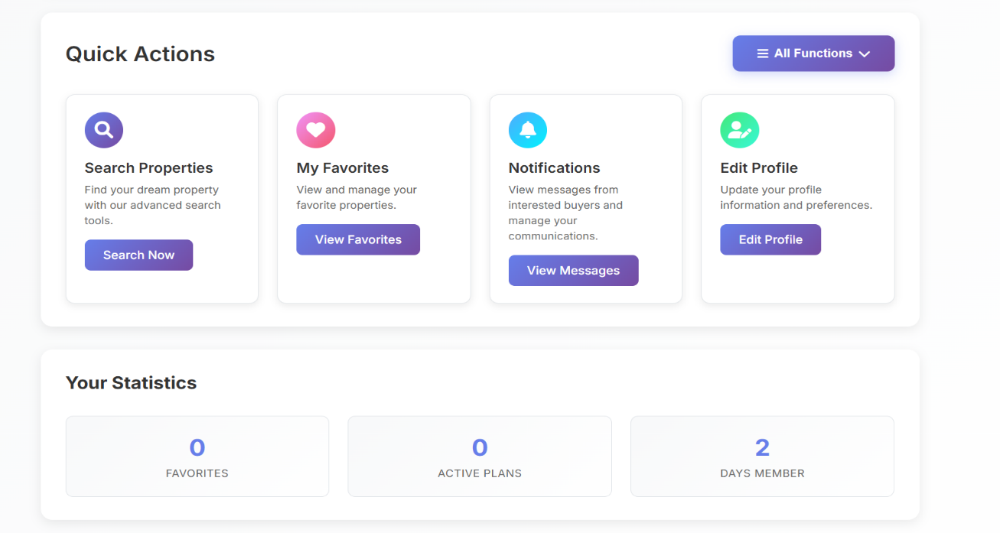 Quick Actions
All Functions
Search Properties
Find your dream property
with our advanced search
tools.
Search Now
My Favorites
View and manage your
favorite properties.
View Favorites
Notifications
View messages from
interested buyers and
manage your
communications.
View Messages
Edit Profile
Update your profile
information and preferences.
Edit Profile
Your Statistics
0
FAVORITES
0
ACTIVE PLANS
2
DAYS MEMBER